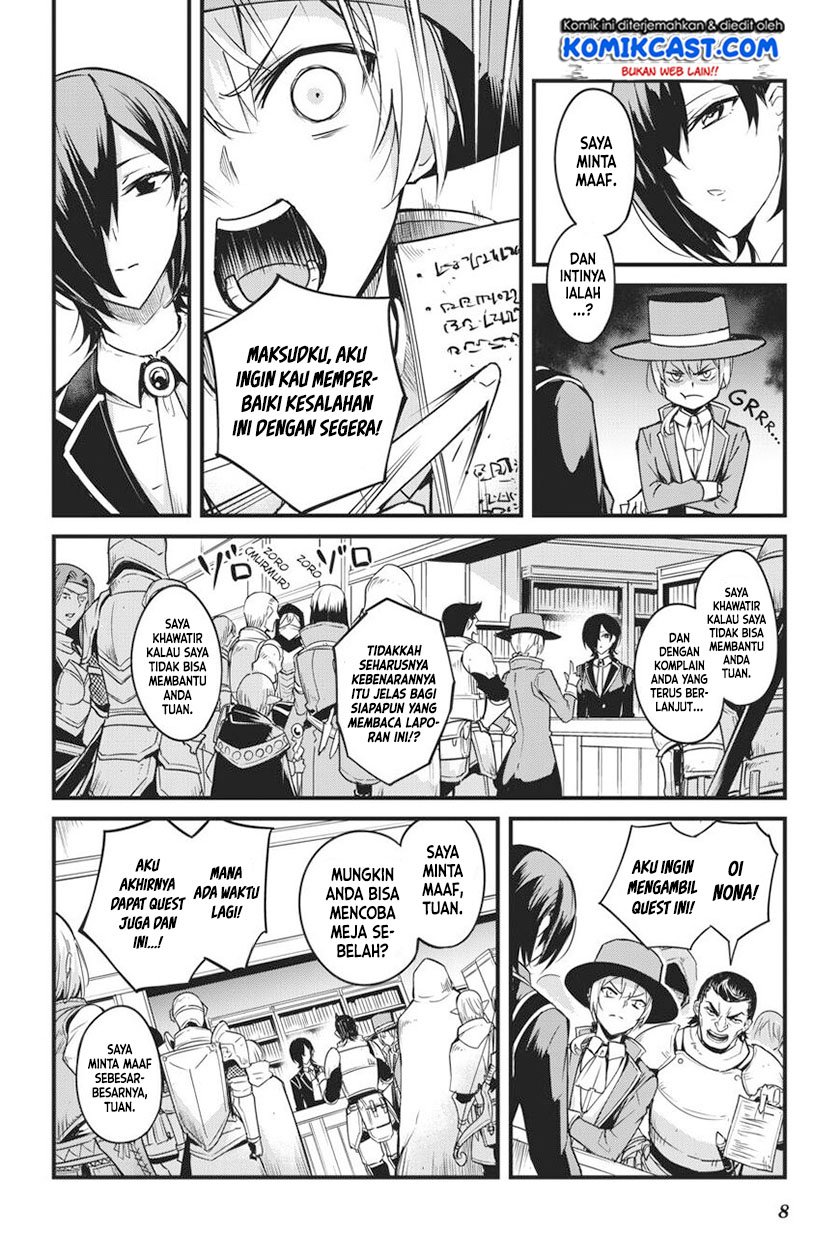 Komik ini diterjemahkan & diedit oleh
KOMIKCAST.COM
BUKAN WEB LAIN!!
SAYA
MINTA
MAAF.
DAN
INTINYA
IALAH
...?
GRRR...
MAKSUDKU, AKU
INGIN KAU MEMPER-
BAIKI KESALAHAN
INI DENGAN SEGERA!
SAYA
KHAWATIR
KALAU SAYA
TIDAK BISA
MEMBANTU
ANDA
TUAN.
DAN
DENGAN
KOMPLAIN
ANDA YANG
TERUS BER-
LANJUT...
TIDAKKAH
SEHARUSNYA
KEBENARANNYA
ITU JELAS BAGI
SIAPAPUN YANG
MEMBACA LAPO-
RAN INI!?
ゾロ
ZORO
ゾロ
ZORO
(MURMUR)
SAYA
KHAWATIR
KALAU SAYA
TIDAK BISA
MEMBANTU
ANDA
TUAN.
OI
NONA!
AKU INGIN
MENGAMBIL
QUEST INI!
SAYA
MINTA
MAAF,
TUAN.
MUNGKIN
ANDA BISA
MENCOBA
MEJA SE-
BELAH?
MANA
ADA WAKTU
LAGI!
AKU
AKHIRNYA
DAPAT QUEST
JUGA DAN
INI...!
SAYA
MINTA MAAF
SEBESAR-
BESARNYA,
TUAN.
8